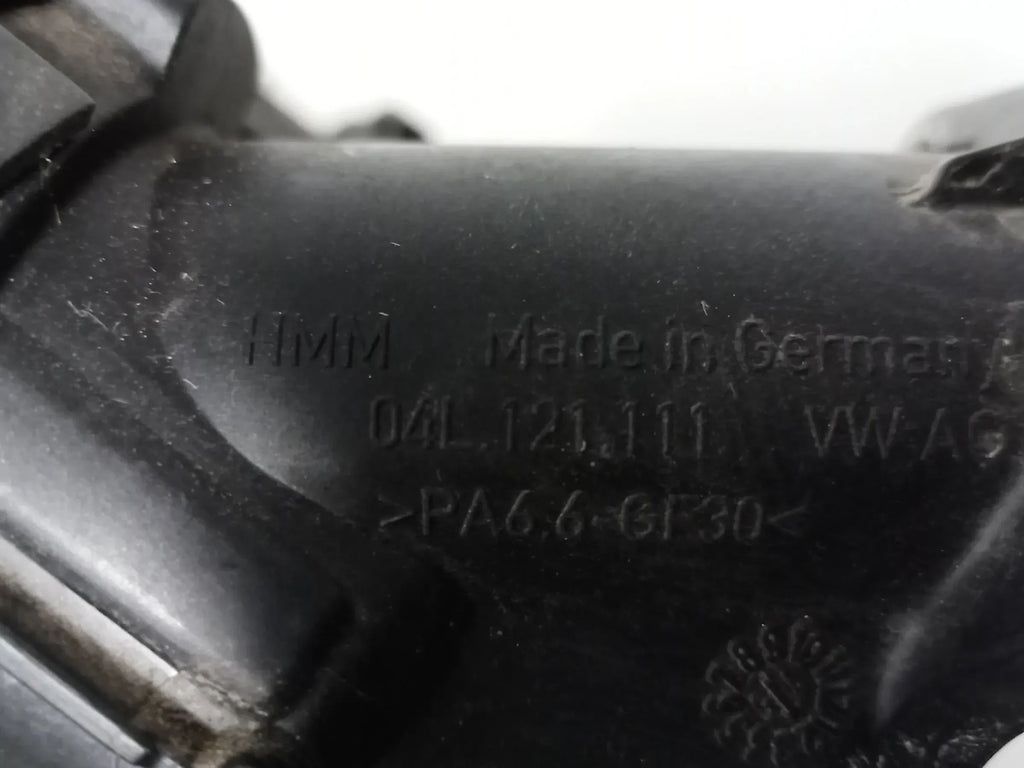 HMM Made in Germany
04L.121.111 VW AG
>PA6.6-GF30<